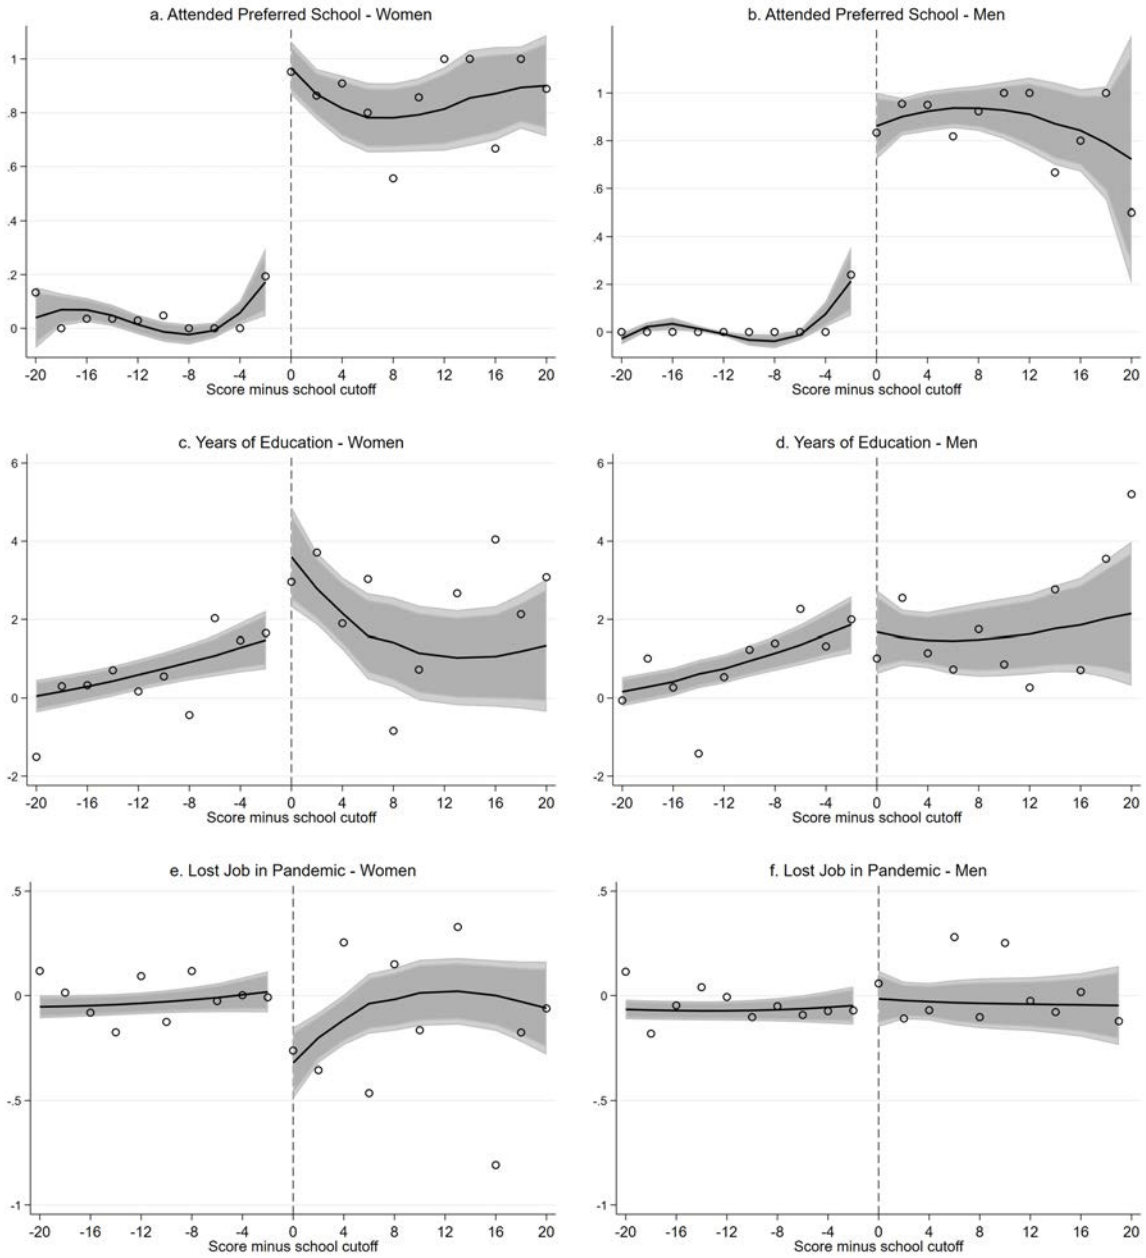 a. Attended Preferred School - Women
1
.8
.6
.4
.2
0
-20 -16 -12 -8 -4 0 4 8 12 16 20
Score minus school cutoff
b. Attended Preferred School - Men
1
.8
.6
.4
.2
0
-20 -16 -12 -8 -4 0 4 8 12 16 20
Score minus school cutoff
c. Years of Education - Women
6
4
2
0
-2
-20 -16 -12 -8 -4 0 4 8 12 16 20
Score minus school cutoff
d. Years of Education - Men
6
4
2
0
-2
-20 -16 -12 -8 -4 0 4 8 12 16 20
Score minus school cutoff
e. Lost Job in Pandemic - Women
.5
0
-.5
-1
-20 -16 -12 -8 -4 0 4 8 12 16 20
Score minus school cutoff
f. Lost Job in Pandemic - Men
.5
0
-.5
-1
-20 -16 -12 -8 -4 0 4 8 12 16 20
Score minus school cutoff